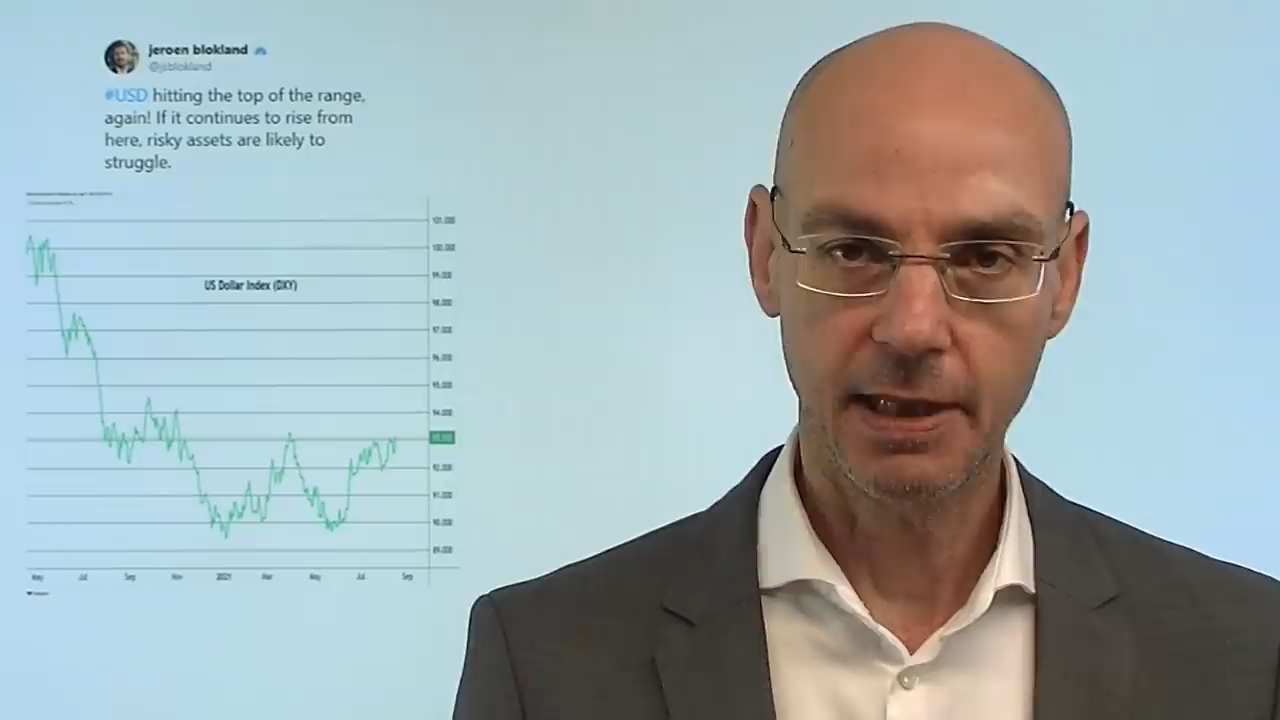 jeroen blokland
@jsblokland
#USD hitting the top of the range,
again! If it continues to rise from
here, risky assets are likely to
struggle.
101.000
100.000
US Dollar Index (DXY)
99.000
98.000
97.000
96.000
95.000
94.000
92.000
91.000
90.000
89.000
May Jul Sep Nov 2021 Mar May Jul Sep